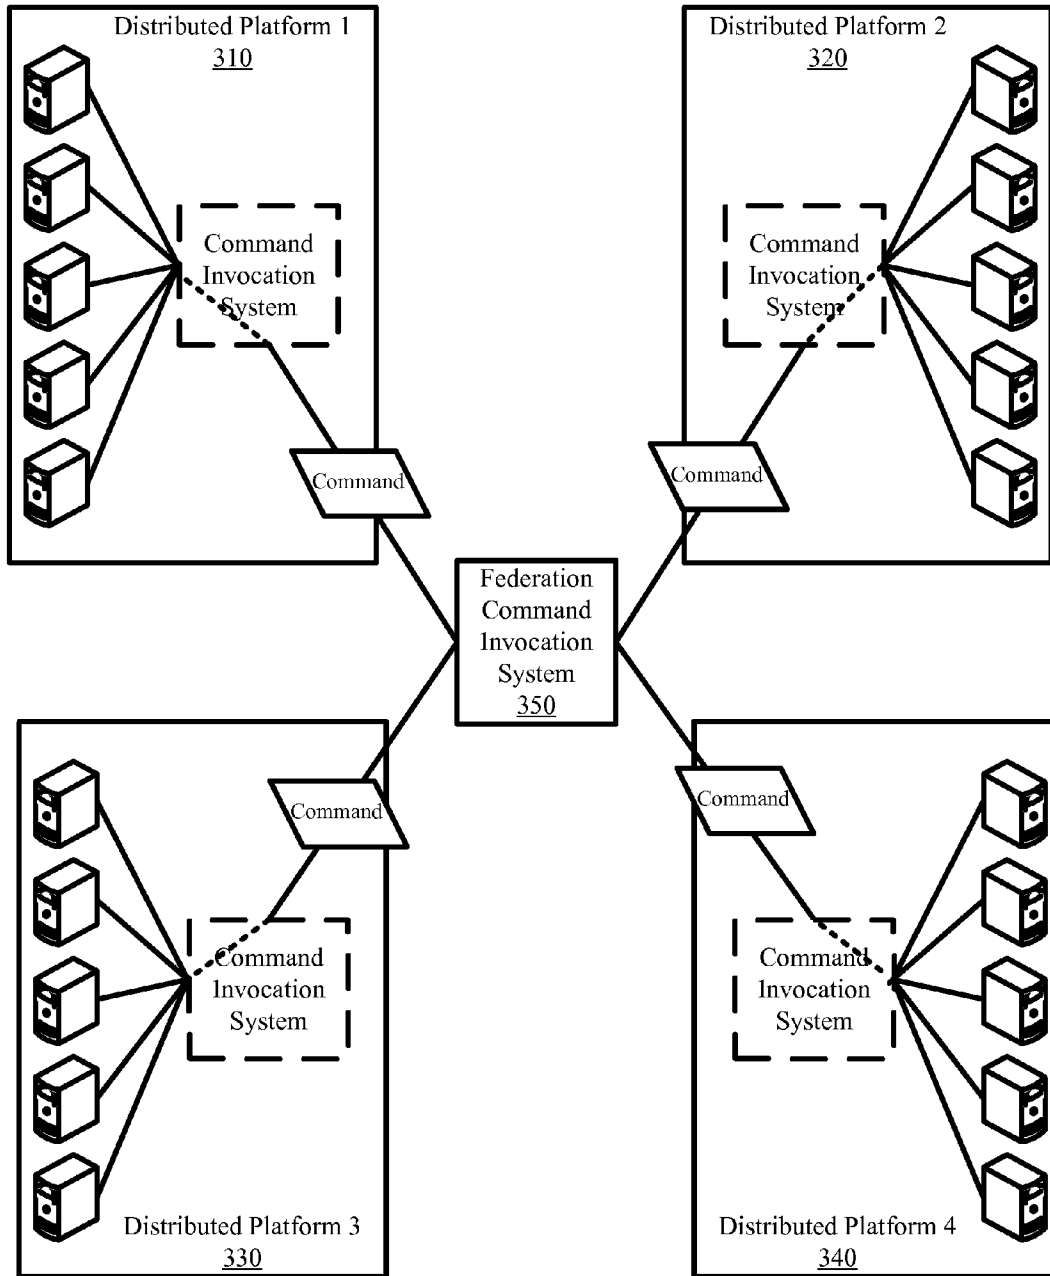 Distributed Platform 1
310
Distributed Platform 2
320
Command
Invocation
System
Command
Invocation
System
Command
Command
Federation
Command
Invocation
System
350
Command
Command
Command
Invocation
System
Command
Invocation
System
Distributed Platform 3
330
Distributed Platform 4
340